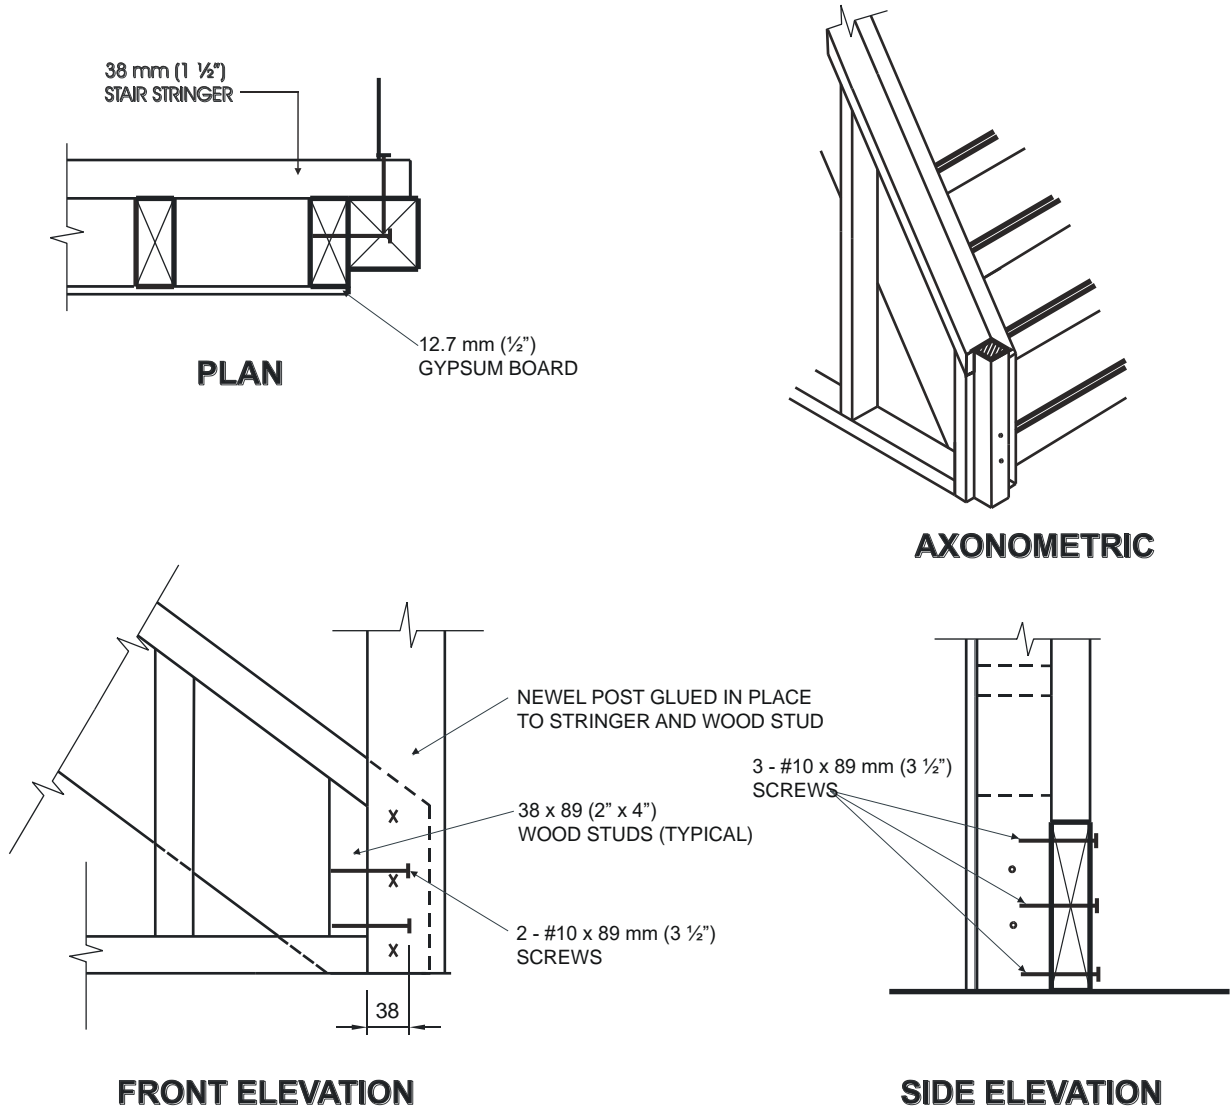 38 mm (1 ½”)
STAIR STRINGER
12.7 mm (½”)
GYPSUM BOARD
PLAN
AXONOMETRIC
NEWEL POST GLUED IN PLACE
TO STRINGER AND WOOD STUD
38 x 89 (2” x 4”)
WOOD STUDS (TYPICAL)
2 - #10 x 89 mm (3 ½”)
SCREWS
38
FRONT ELEVATION
3 - #10 x 89 mm (3 ½”)
SCREWS
SIDE ELEVATION